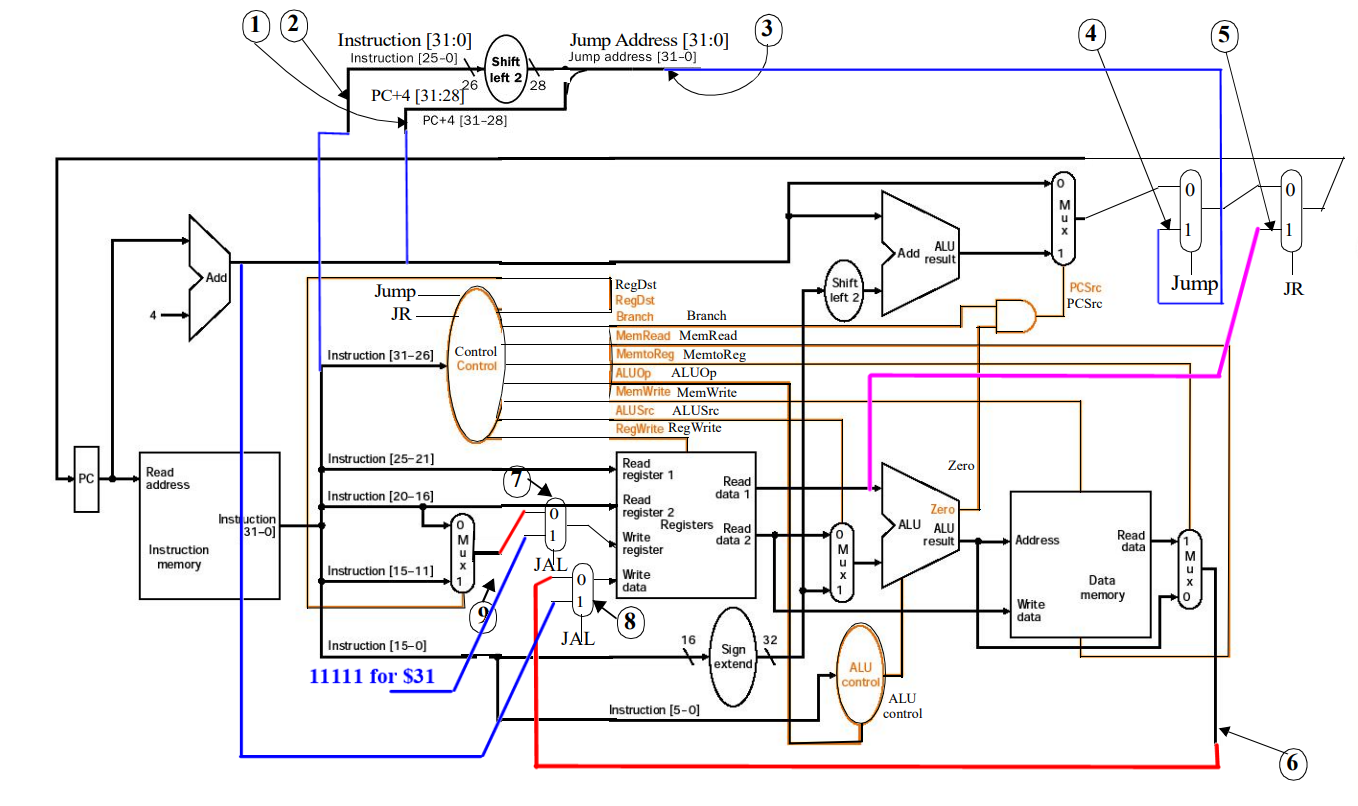 1
2
3
4
5
Instruction [31:0]
Instruction [25–0]
Shift
left 2
26
28
Jump Address [31:0]
Jump address [31–0]
PC+4 [31:28]
PC+4 [31–28]
Add
4
0
M
u
x
1
0
1
Jump
0
1
JR
Add
ALU
result
Shift
left 2
PCSrc
PCSrc
Jump
JR
Control
Control
RegDst
RegDst
Branch
Branch
MemRead
MemRead
MemtoReg
MemtoReg
ALUOp
ALUOp
MemWrite
MemWrite
ALUSrc
ALUSrc
RegWrite
RegWrite
Instruction [31–26]
PC
Read
address
Instruction
[31–0]
Instruction
memory
Instruction [25–21]
Instruction [20–16]
Instruction [15–11]
Instruction [15–0]
Instruction [5–0]
0
M
u
x
1
7
0
1
JAL
0
1
JAL
8
9
11111 for $31
Read
register 1
Read
register 2
Write
register
Write
data
Registers
Read
data 1
Read
data 2
0
M
u
x
1
Zero
Zero
ALU
ALU
result
Address
Write
data
Read
data
Data
memory
1
M
u
x
0
16
Sign
extend
32
ALU
control
ALU
control
6